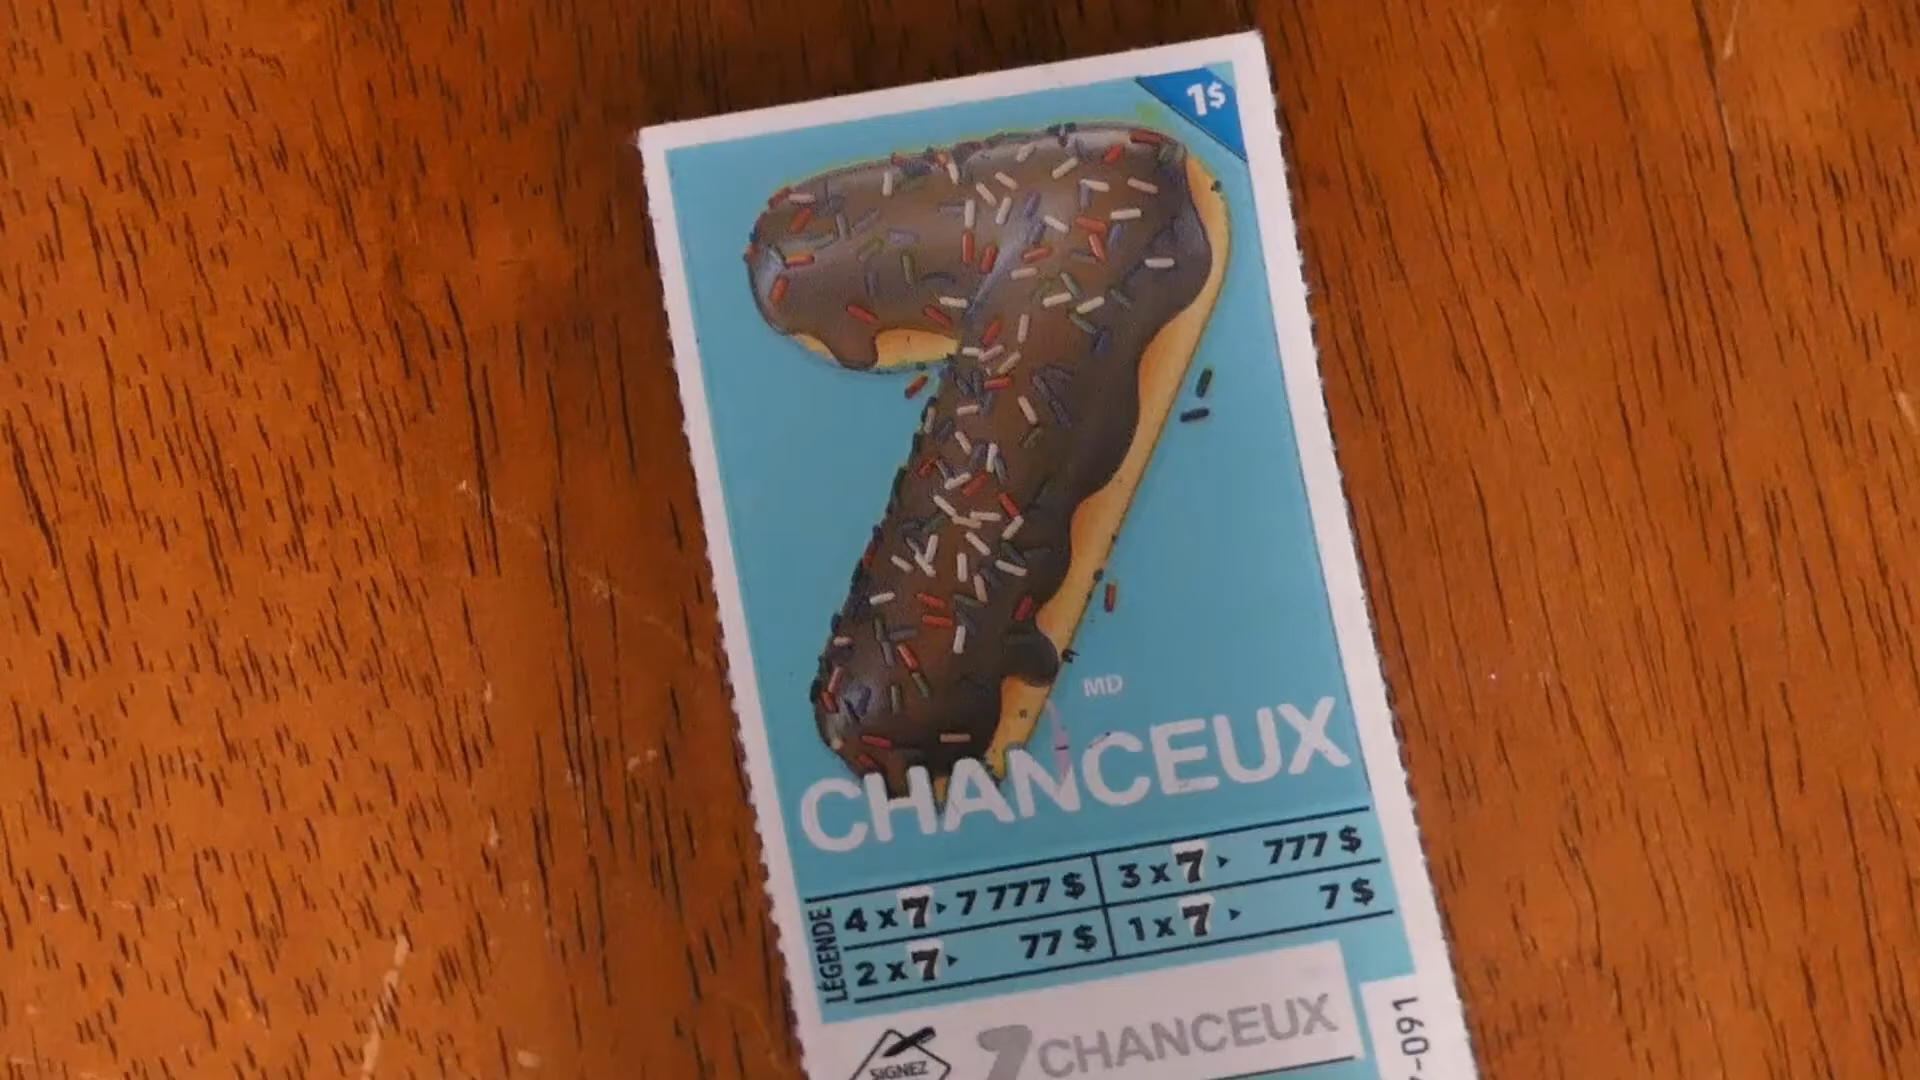 1$
7
MD
CHANCEUX
LÉGENDE
4 x 7 ▸ 7 777 $
3 x 7 ▸ 777 $
2 x 7 ▸ 77 $
1 x 7 ▸ 7 $
SIGNEZ
7 CHANCEUX
-091